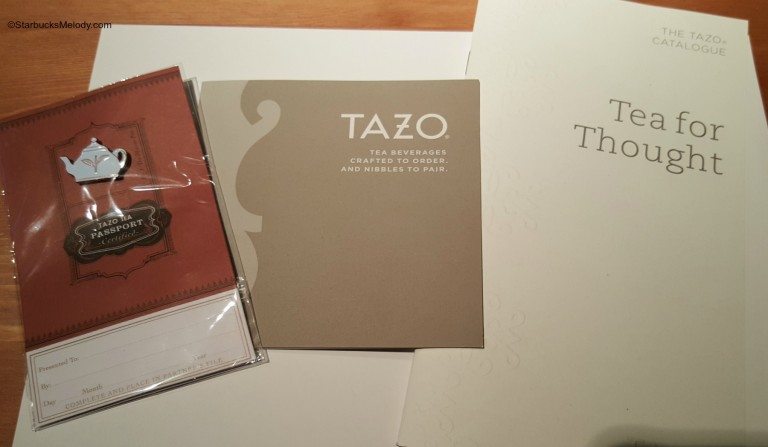 ©StarbucksMelody.com
TAZO TEA
PASSPORT
Certified
Presented To:
By:
Year
Day Month
COMPLETE AND PLACE IN PARTNER'S FILE
TAZO®
TEA BEVERAGES
CRAFTED TO ORDER.
AND NIBBLES TO PAIR.
THE TAZO®
CATALOGUE
Tea for
Thought